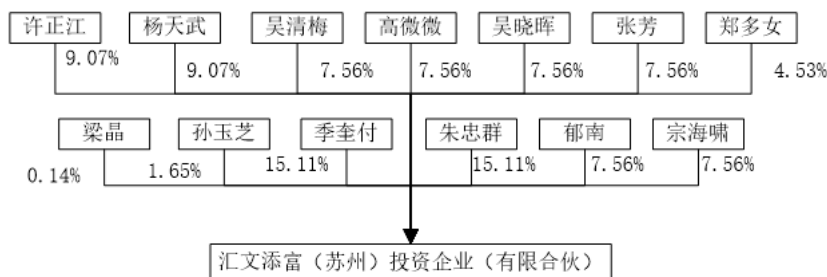 许正江 杨天武 吴清梅 高微微 吴晓晖 张芳 郑多女
9.07% 9.07% 7.56% 7.56% 7.56% 7.56% 4.53%
梁晶 孙玉芝 季奎付 朱忠群 郁南 宗海啸
0.14% 1.65% 15.11% 15.11% 7.56% 7.56%
汇文添富（苏州）投资企业（有限合伙）